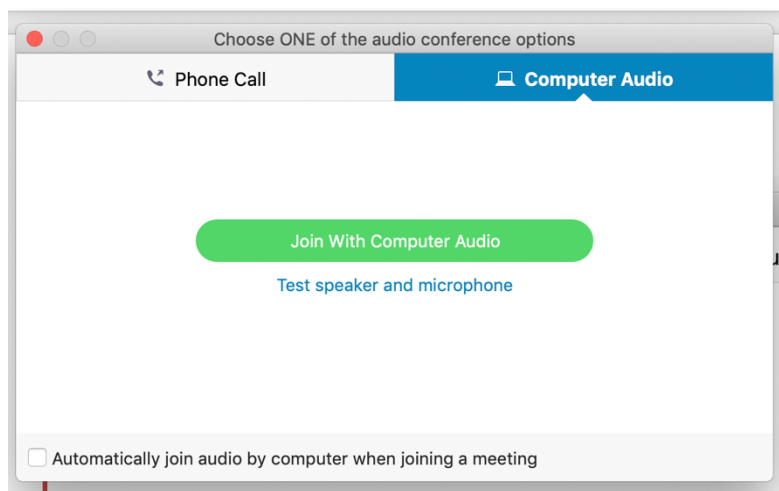 Choose ONE of the audio conference options
Phone Call
Computer Audio
Join With Computer Audio
Test speaker and microphone
Automatically join audio by computer when joining a meeting